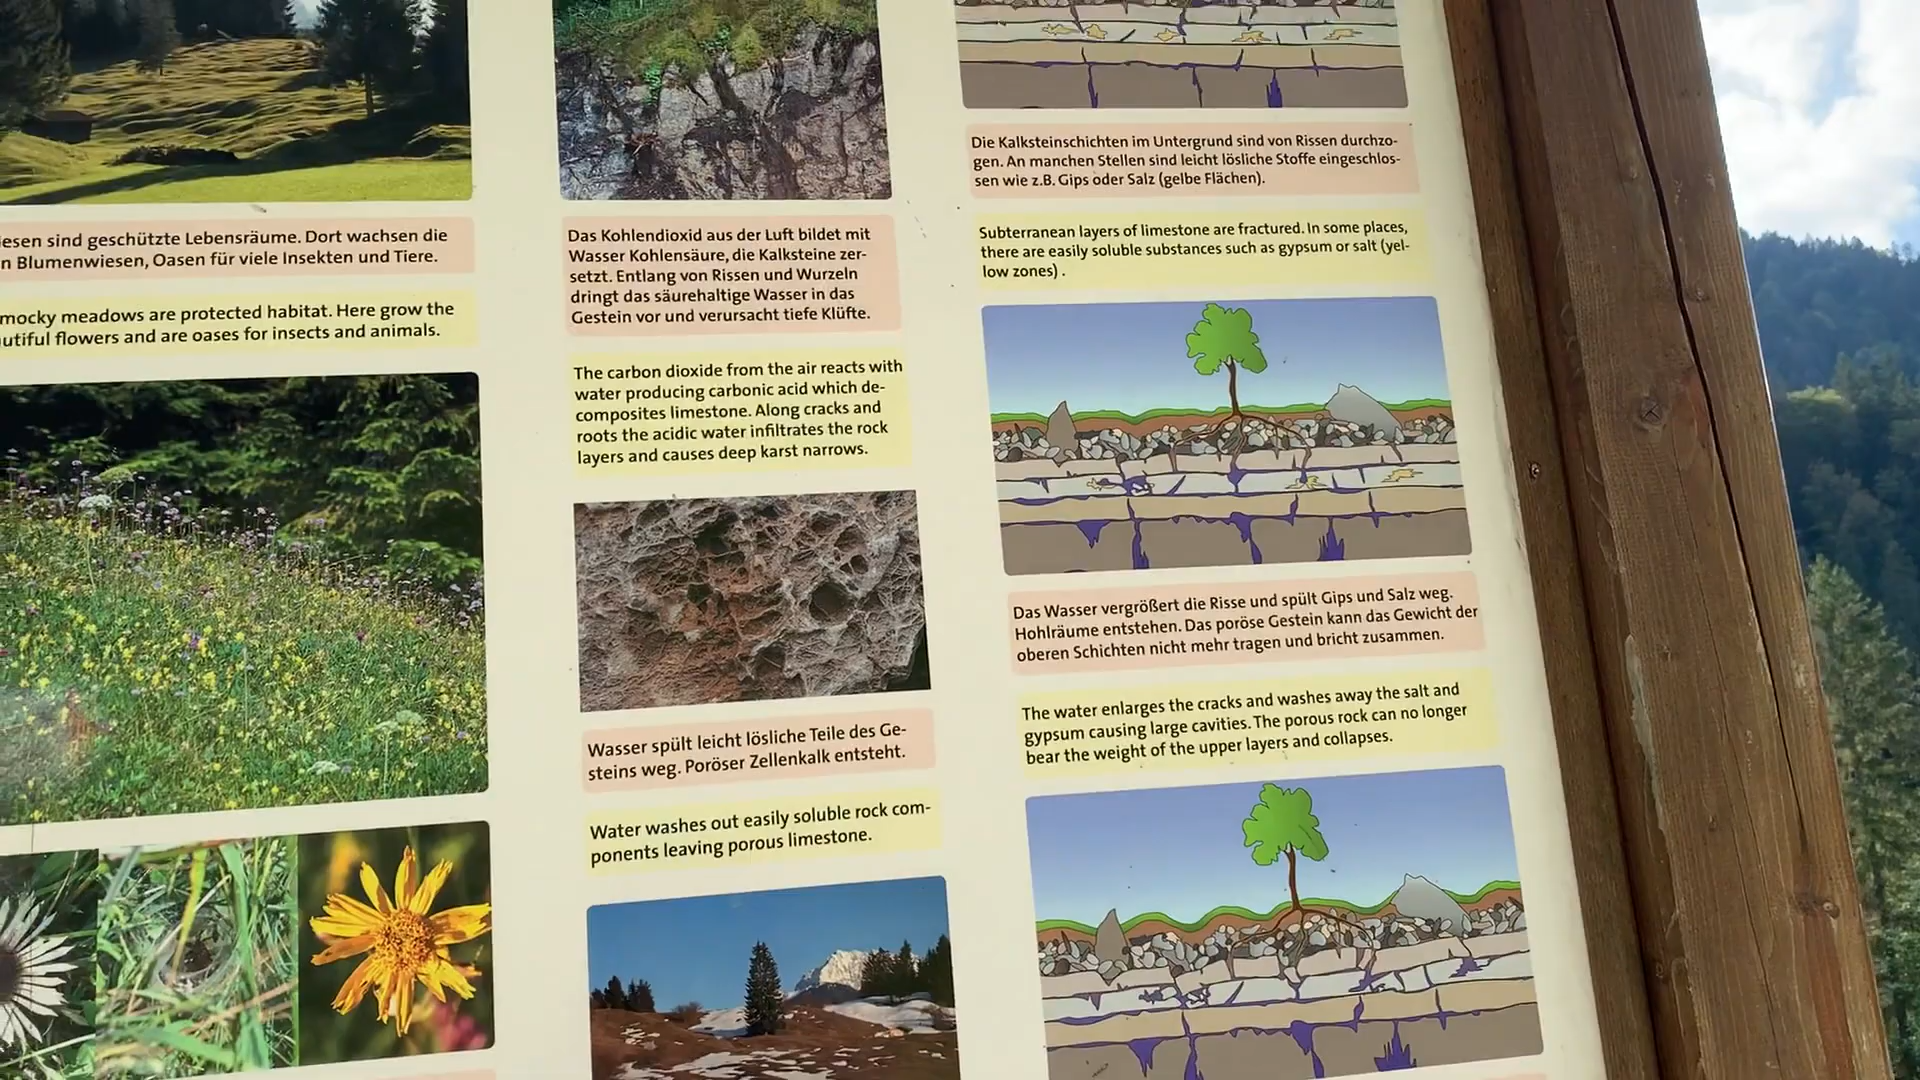 esen sind geschützte Lebensräume. Dort wachsen die
n Blumenwiesen, Oasen für viele Insekten und Tiere.
mocky meadows are protected habitat. Here grow the
utiful flowers and are oases for insects and animals.
Das Kohlendioxid aus der Luft bildet mit
Wasser Kohlensäure, die Kalksteine zer-
setzt. Entlang von Rissen und Wurzeln
dringt das säurehaltige Wasser in das
Gestein vor und verursacht tiefe Klüfte.
The carbon dioxide from the air reacts with
water producing carbonic acid which de-
composites limestone. Along cracks and
roots the acidic water infiltrates the rock
layers and causes deep karst narrows.
Wasser spült leicht lösliche Teile des Ge-
steins weg. Poröser Zellenkalk entsteht.
Water washes out easily soluble rock com-
ponents leaving porous limestone.
Die Kalksteinschichten im Untergrund sind von Rissen durchzo-
gen. An manchen Stellen sind leicht lösliche Stoffe eingeschlos-
sen wie z.B. Gips oder Salz (gelbe Flächen).
Subterranean layers of limestone are fractured. In some places,
there are easily soluble substances such as gypsum or salt (yel-
low zones) .
Das Wasser vergrößert die Risse und spült Gips und Salz weg.
Hohlräume entstehen. Das poröse Gestein kann das Gewicht der
oberen Schichten nicht mehr tragen und bricht zusammen.
The water enlarges the cracks and washes away the salt and
gypsum causing large cavities. The porous rock can no longer
bear the weight of the upper layers and collapses.